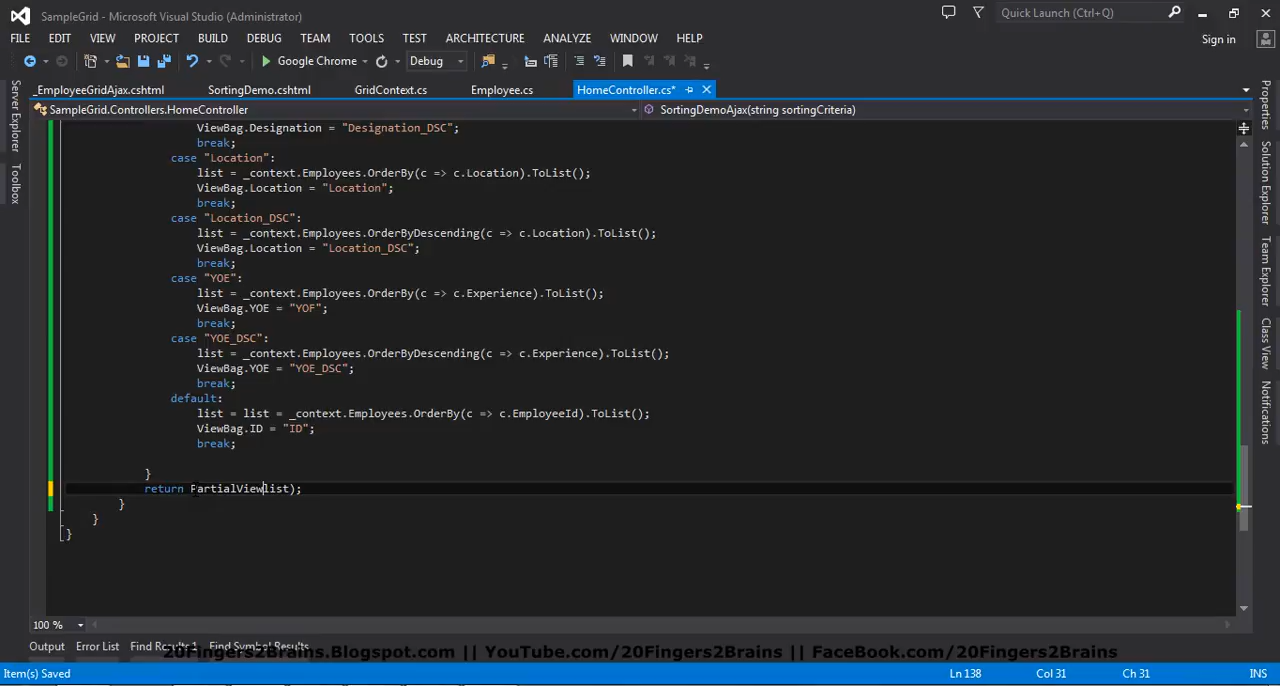 SampleGrid - Microsoft Visual Studio (Administrator)
Quick Launch (Ctrl+Q)
FILE EDIT VIEW PROJECT BUILD DEBUG TEAM TOOLS TEST ARCHITECTURE ANALYZE WINDOW HELP
Sign in
Google Chrome Debug
_EmployeeGridAjax.cshtml SortingDemo.cshtml GridContext.cs Employee.cs HomeController.cs*
SampleGrid.Controllers.HomeController SortingDemoAjax(string sortingCriteria)
Server Explorer
Toolbox
Properties
Solution Explorer
Team Explorer
Class View
Notifications
ViewBag.Designation = "Designation_DSC";
break;
case "Location":
list = _context.Employees.OrderBy(c => c.Location).ToList();
ViewBag.Location = "Location";
break;
case "Location_DSC":
list = _context.Employees.OrderByDescending(c => c.Location).ToList();
ViewBag.Location = "Location_DSC";
break;
case "YOE":
list = _context.Employees.OrderBy(c => c.Experience).ToList();
ViewBag.YOE = "YOF";
break;
case "YOE_DSC":
list = _context.Employees.OrderByDescending(c => c.Experience).ToList();
ViewBag.YOE = "YOE_DSC";
break;
default:
list = list = _context.Employees.OrderBy(c => c.EmployeeId).ToList();
ViewBag.ID = "ID";
break;
}
return PartialViewlist);
}
}
}
100 %
Output Error List Find Results 1 Find Symbol Results
20Fingers2Brains.Blogspot.com || YouTube.com/20Fingers2Brains || FaceBook.com/20Fingers2Brains
Item(s) Saved Ln 138 Col 31 Ch 31 INS